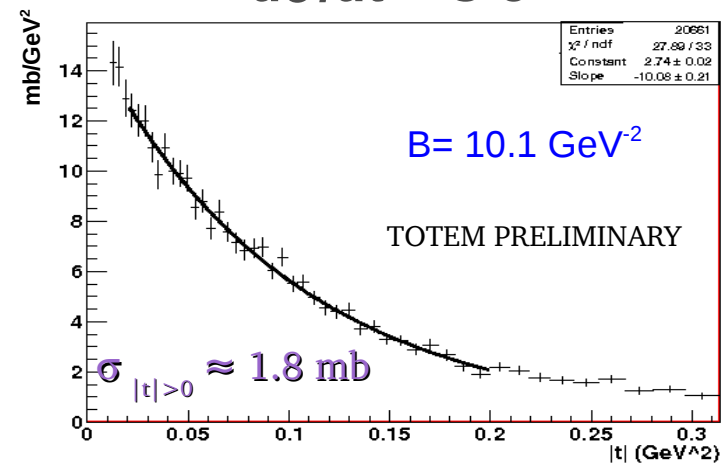 mb/GeV²
Entries 20661
χ² / ndf 27.89 / 33
Constant 2.74 ± 0.02
Slope -10.08 ± 0.21
14
12
10
8
6
4
2
0
B= 10.1 GeV⁻²
TOTEM PRELIMINARY
σ |t|>0 ≈ 1.8 mb
0 0.05 0.1 0.15 0.2 0.25 0.3
|t| (GeV^2)